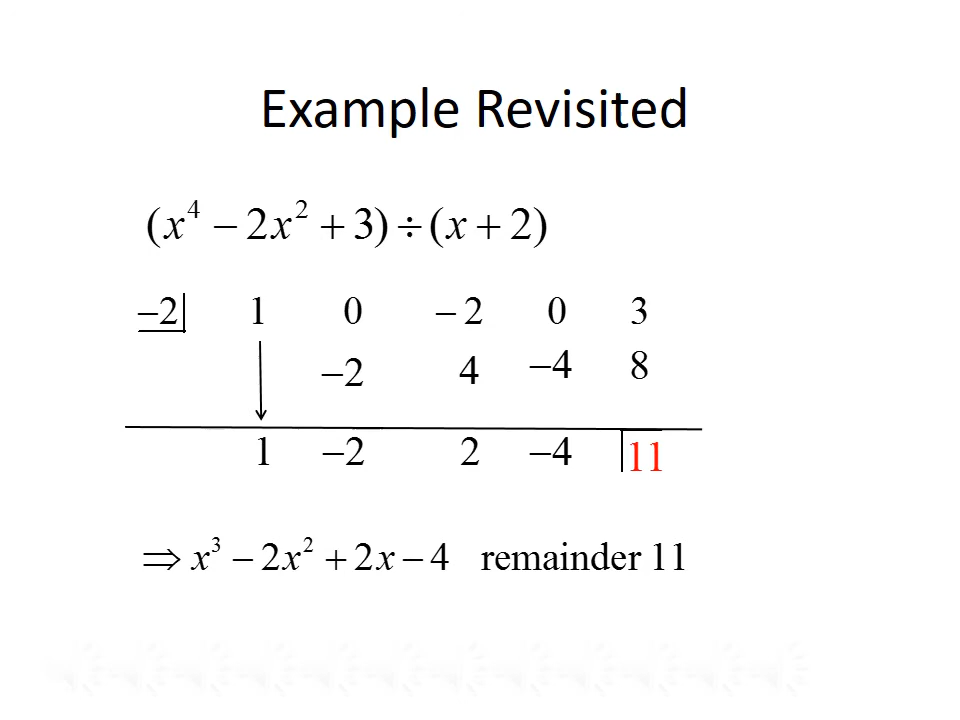 Example Revisited
(x⁴ − 2x² + 3) ÷ (x + 2)
−2| 1 0 −2 0 3
−2 4 −4 8
1 −2 2 −4 |11
⇒ x³ − 2x² + 2x − 4 remainder 11